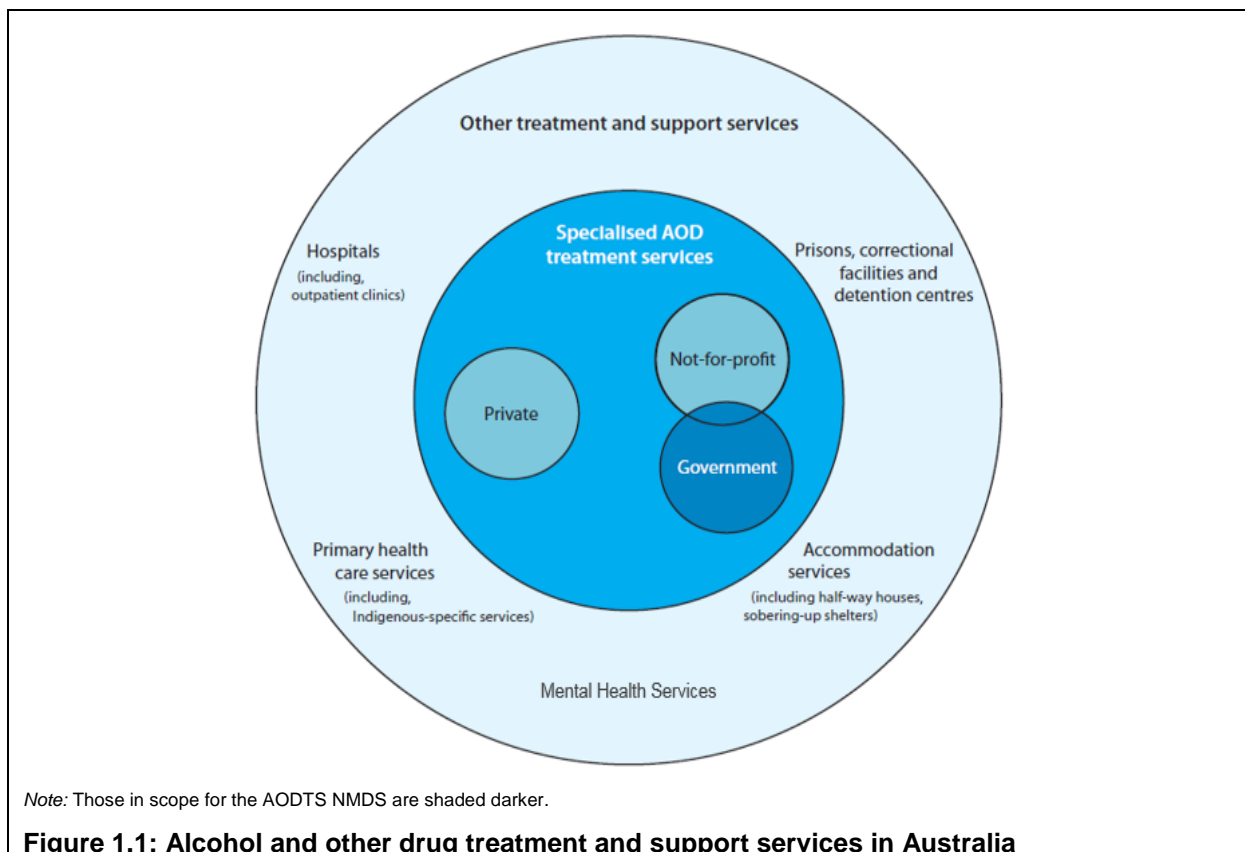 Other treatment and support services
Specialised AOD
treatment services
Hospitals
(including,
outpatient clinics)
Prisons, correctional
facilities and
detention centres
Not-for-profit
Private
Government
Primary health
care services
(including,
Indigenous-specific services)
Accommodation
services
(including half-way houses,
sobering-up shelters)
Mental Health Services
Note: Those in scope for the AODTS NMDS are shaded darker.
Figure 1.1: Alcohol and other drug treatment and support services in Australia